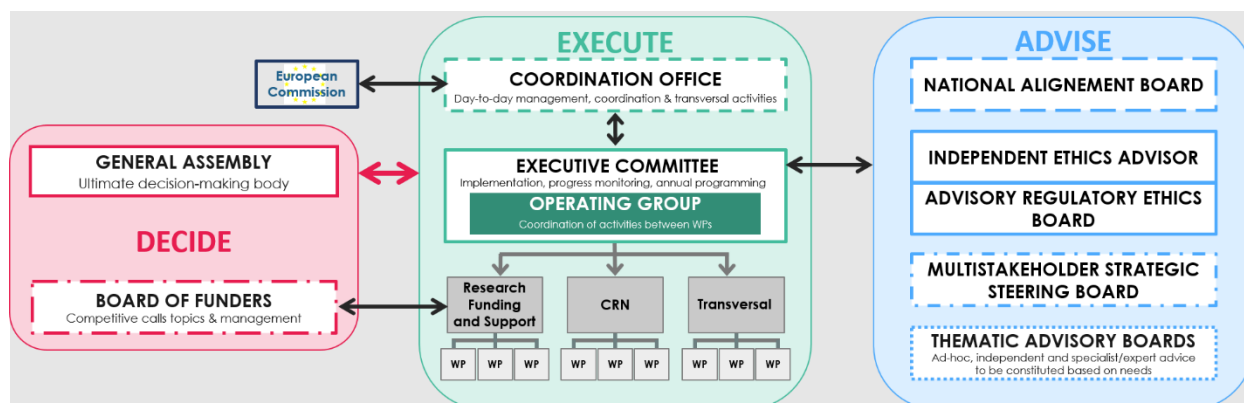 EXECUTE
ADVISE
European
Commission
COORDINATION OFFICE
Day-to-day management, coordination & transversal activities
NATIONAL ALIGNEMENT BOARD
GENERAL ASSEMBLY
Ultimate decision-making body
EXECUTIVE COMMITTEE
Implementation, progress monitoring, annual programming
OPERATING GROUP
Coordination of activities between WPs
INDEPENDENT ETHICS ADVISOR
ADVISORY REGULATORY ETHICS
BOARD
DECIDE
BOARD OF FUNDERS
Competitive calls topics & management
Research
Funding
and Support
CRN
Transversal
WP WP WP WP WP WP WP WP WP
MULTISTAKEHOLDER STRATEGIC
STEERING BOARD
THEMATIC ADVISORY BOARDS
Ad-hoc, independent and specialist/expert advice
to be constituted based on needs